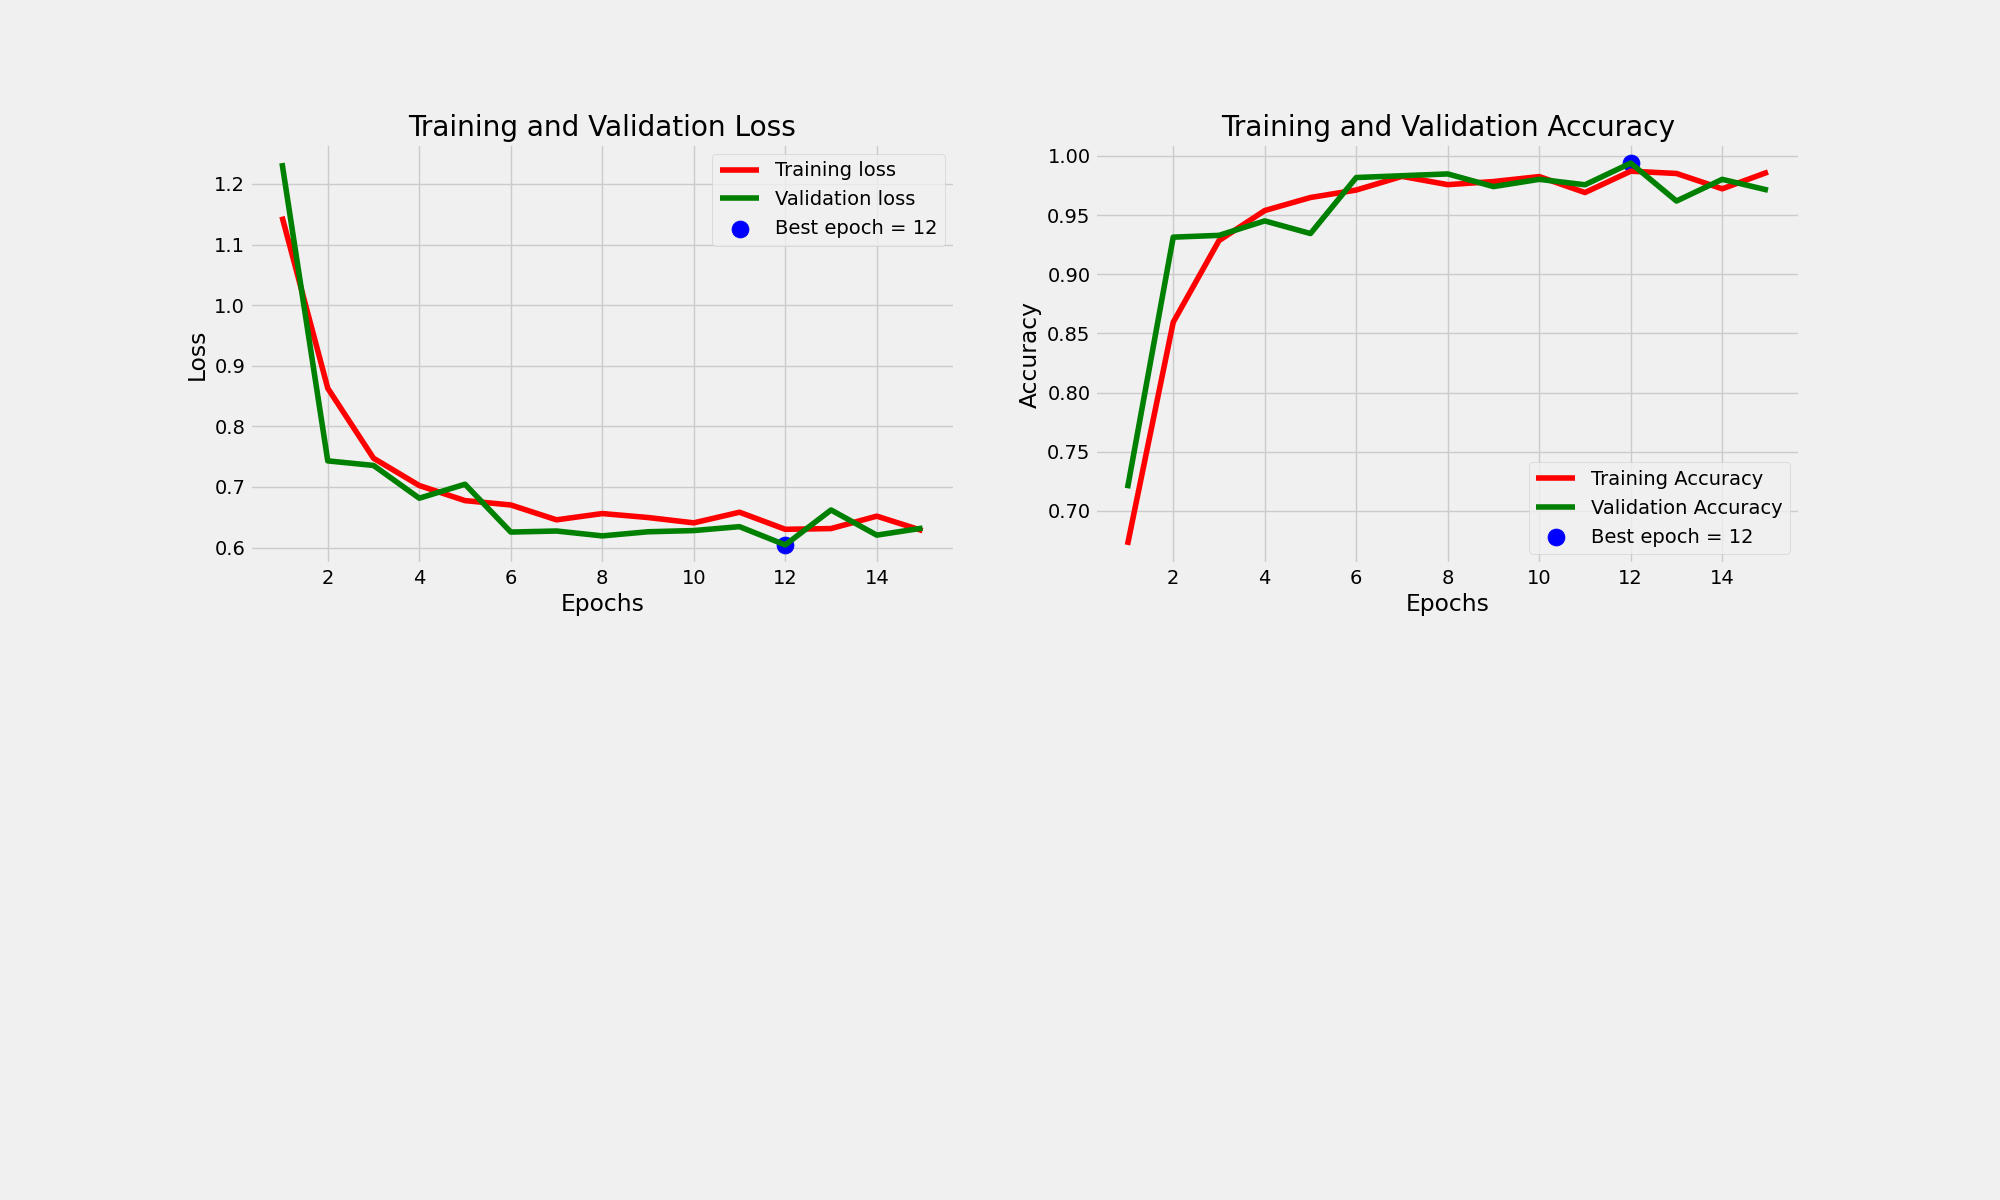 Training and Validation Loss
Training loss
Validation loss
Best epoch = 12
1.2
1.1
1.0
0.9
0.8
0.7
0.6
Loss
2 4 6 8 10 12 14
Epochs
Training and Validation Accuracy
1.00
0.95
0.90
0.85
0.80
0.75
0.70
Accuracy
Training Accuracy
Validation Accuracy
Best epoch = 12
2 4 6 8 10 12 14
Epochs